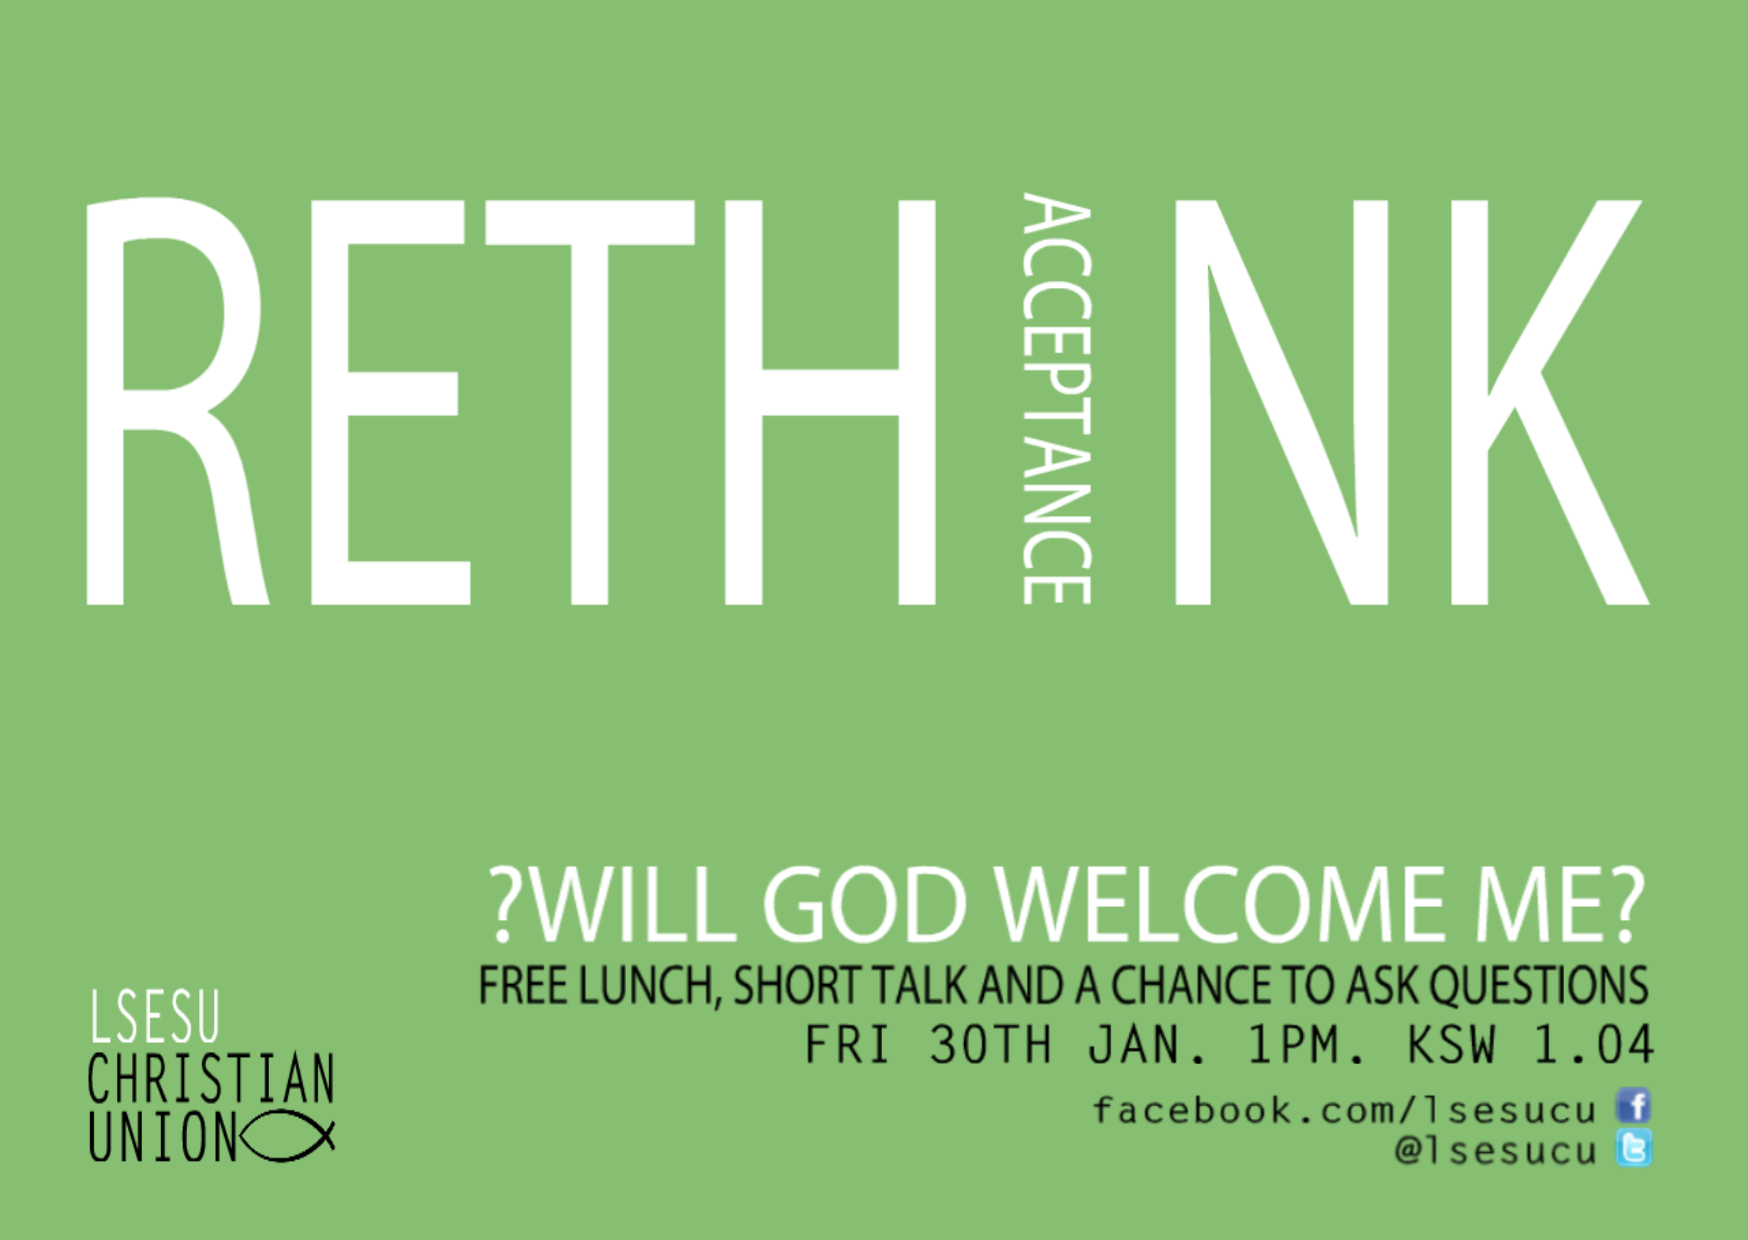 RETH ACCEPTANCE NK
?WILL GOD WELCOME ME?
FREE LUNCH, SHORT TALK AND A CHANCE TO ASK QUESTIONS
FRI 30TH JAN. 1PM. KSW 1.04
facebook.com/lsesucu f
@lsesucu t
LSESU
CHRISTIAN
UNION